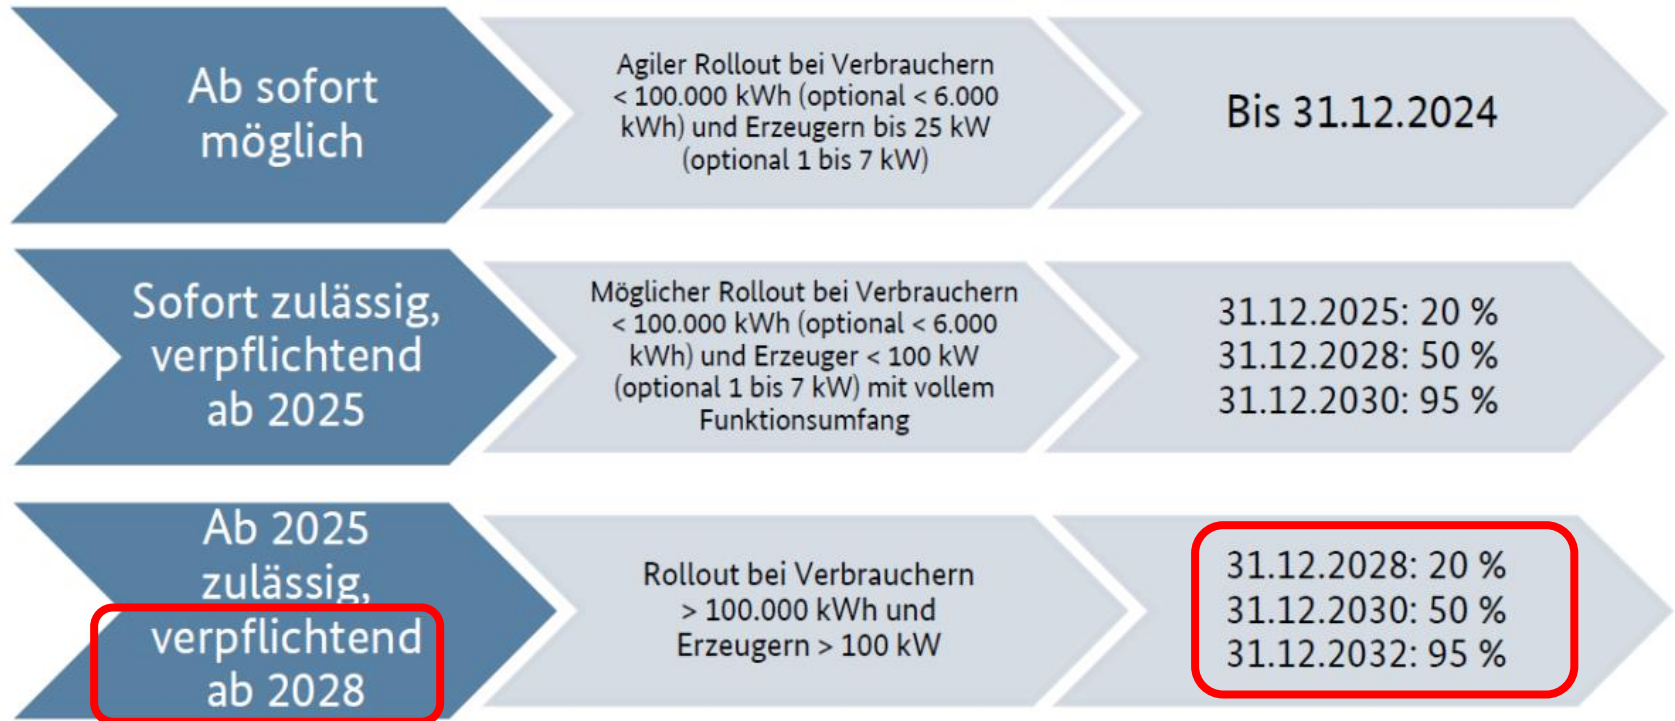 Ab sofort
möglich
Agiler Rollout bei Verbrauchern
< 100.000 kWh (optional < 6.000
kWh) und Erzeugern bis 25 kW
(optional 1 bis 7 kW)
Bis 31.12.2024
Sofort zulässig,
verpflichtend
ab 2025
Möglicher Rollout bei Verbrauchern
< 100.000 kWh (optional < 6.000
kWh) und Erzeuger < 100 kW
(optional 1 bis 7 kW) mit vollem
Funktionsumfang
31.12.2025: 20 %
31.12.2028: 50 %
31.12.2030: 95 %
Ab 2025
zulässig,
verpflichtend
ab 2028
Rollout bei Verbrauchern
> 100.000 kWh und
Erzeugern > 100 kW
31.12.2028: 20 %
31.12.2030: 50 %
31.12.2032: 95 %